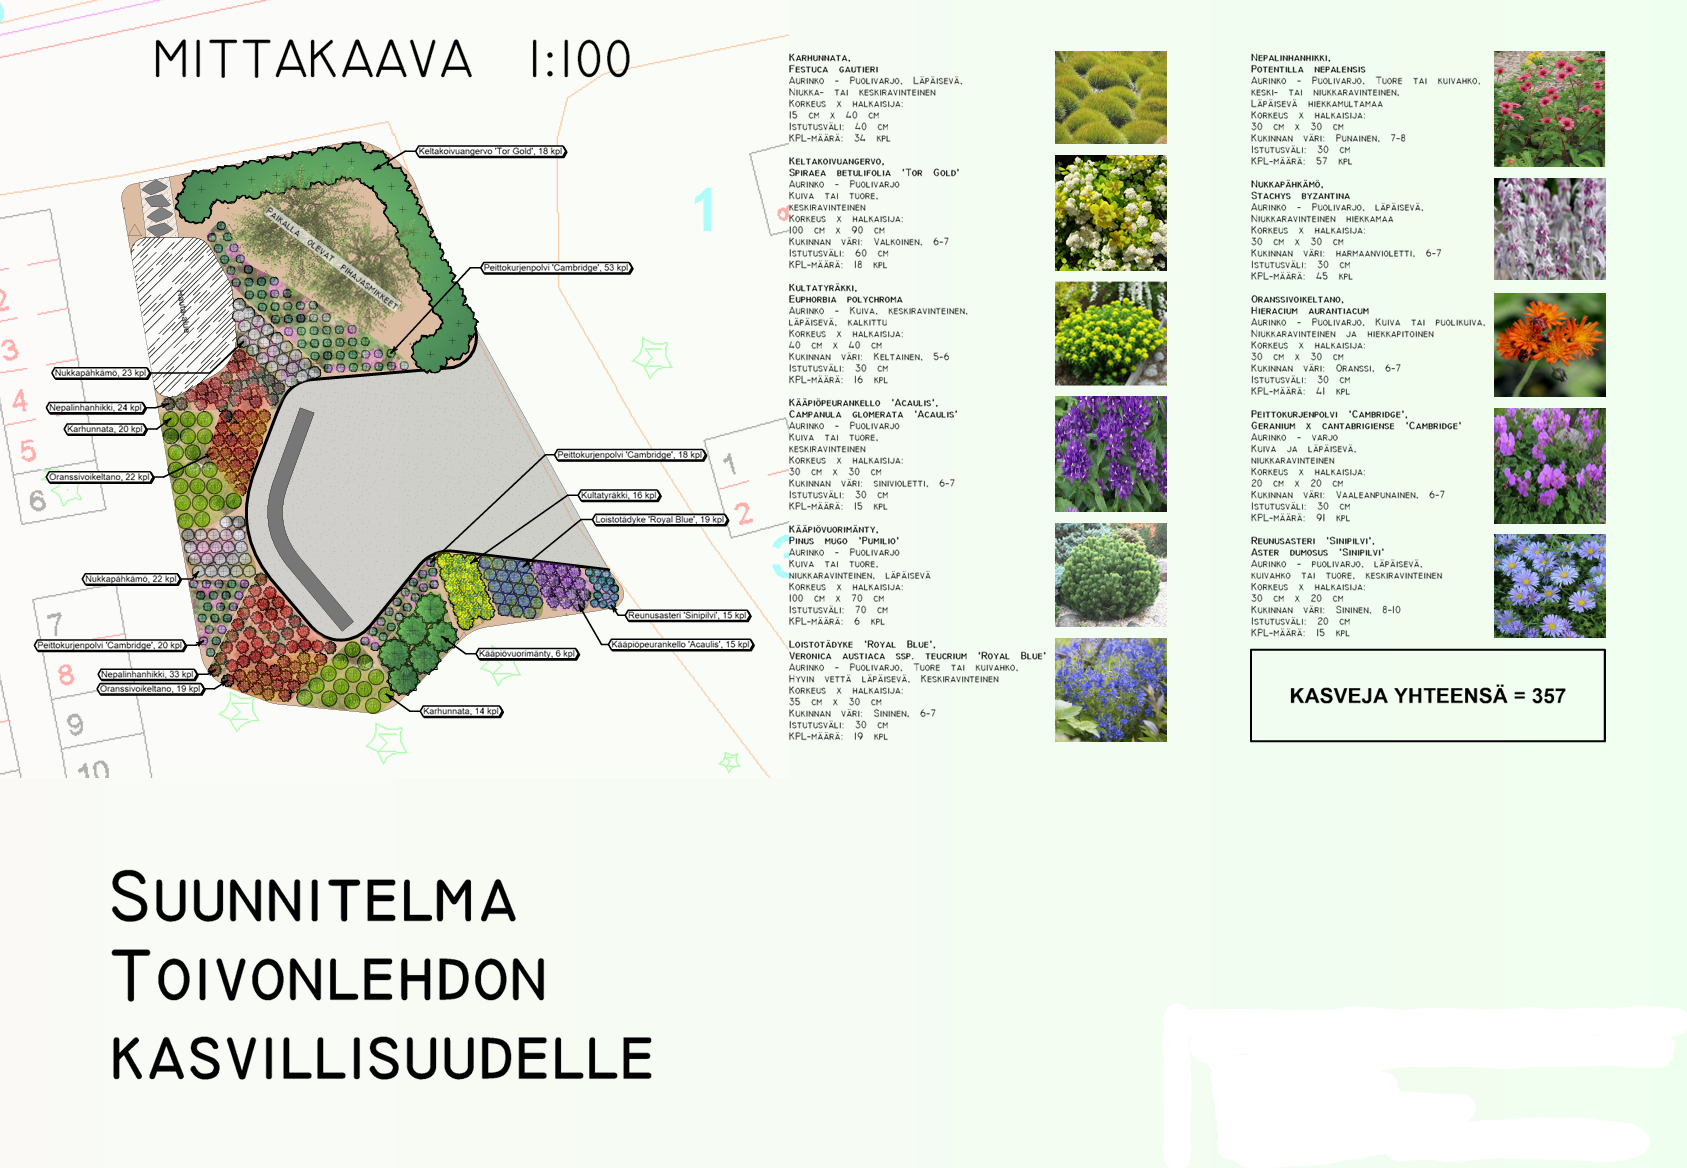 MITTAKAAVA 1:100
Keltakoivuangervo 'Tor Gold', 18 kpl
PAIKALLA OLEVAT PIHAJASMIKKEET
Peittokurjenpolvi 'Cambridge', 53 kpl
Nukkapähkämö, 23 kpl
Nepalinhanhikki, 24 kpl
Karhunnata, 20 kpl
Oranssivoikeltano, 22 kpl
Peittokurjenpolvi 'Cambridge', 18 kpl
Kultatyräkki, 16 kpl
Loistotädyke 'Royal Blue', 19 kpl
Nukkapähkämö, 22 kpl
Reunusasteri 'Sinipilvi', 15 kpl
Peittokurjenpolvi 'Cambridge', 20 kpl
Kääpiöpeurankello 'Acaulis', 15 kpl
Kääpiövuorimänty, 6 kpl
Nepalinhanhikki, 33 kpl
Oranssivoikeltano, 19 kpl
Karhunnata, 14 kpl
1
2
3
4
5
6
7
8
9
10
1
2
3
KARHUNNATA,
FESTUCA GAUTIERI
AURINKO - PUOLIVARJO, LÄPÄISEVÄ,
NIUKKA- TAI KESKIRAVINTEINEN
KORKEUS X HALKAISIJA:
15 CM X 40 CM
ISTUTUSVÄLI: 40 CM
KPL-MÄÄRÄ: 34 KPL
KELTAKOIVUANGERVO,
SPIRAEA BETULIFOLIA 'TOR GOLD'
AURINKO - PUOLIVARJO
KUIVA TAI TUORE,
KESKIRAVINTEINEN
KORKEUS X HALKAISIJA:
100 CM X 90 CM
KUKINNAN VÄRI: VALKOINEN, 6-7
ISTUTUSVÄLI: 60 CM
KPL-MÄÄRÄ: 18 KPL
KULTATYRÄKKI,
EUPHORBIA POLYCHROMA
AURINKO - KUIVA, KESKIRAVINTEINEN,
LÄPÄISEVÄ, KALKITTU
KORKEUS X HALKAISIJA:
40 CM X 40 CM
KUKINNAN VÄRI: KELTAINEN, 5-6
ISTUTUSVÄLI: 30 CM
KPL-MÄÄRÄ: 16 KPL
KÄÄPIÖPEURANKELLO 'ACAULIS',
CAMPANULA GLOMERATA 'ACAULIS'
AURINKO - PUOLIVARJO
KUIVA TAI TUORE,
KESKIRAVINTEINEN
KORKEUS X HALKAISIJA:
30 CM X 30 CM
KUKINNAN VÄRI: SINIVIOLETTI, 6-7
ISTUTUSVÄLI: 30 CM
KPL-MÄÄRÄ: 15 KPL
KÄÄPIÖVUORIMÄNTY,
PINUS MUGO 'PUMILIO'
AURINKO - PUOLIVARJO
KUIVA TAI TUORE,
NIUKKARAVINTEINEN, LÄPÄISEVÄ
KORKEUS X HALKAISIJA:
100 CM X 70 CM
ISTUTUSVÄLI: 70 CM
KPL-MÄÄRÄ: 6 KPL
LOISTOTÄDYKE 'ROYAL BLUE',
VERONICA AUSTIACA SSP. TEUCRIUM 'ROYAL BLUE'
AURINKO - PUOLIVARJO, TUORE TAI KUIVAHKO,
HYVIN VETTÄ LÄPÄISEVÄ, KESKIRAVINTEINEN
KORKEUS X HALKAISIJA:
35 CM X 30 CM
KUKINNAN VÄRI: SININEN, 6-7
ISTUTUSVÄLI: 30 CM
KPL-MÄÄRÄ: 19 KPL
NEPALINHANHIKKI,
POTENTILLA NEPALENSIS
AURINKO - PUOLIVARJO, TUORE TAI KUIVAHKO,
KESKI- TAI NIUKKARAVINTEINEN,
LÄPÄISEVÄ HIEKKAMULTAMAA
KORKEUS X HALKAISIJA:
30 CM X 30 CM
KUKINNAN VÄRI: PUNAINEN, 7-8
ISTUTUSVÄLI: 30 CM
KPL-MÄÄRÄ: 57 KPL
NUKKAPÄHKÄMÖ,
STACHYS BYZANTINA
AURINKO - PUOLIVARJO, LÄPÄISEVÄ,
NIUKKARAVINTEINEN HIEKKAMAA
KORKEUS X HALKAISIJA:
30 CM X 30 CM
KUKINNAN VÄRI: HARMAANVIOLETTI, 6-7
ISTUTUSVÄLI: 30 CM
KPL-MÄÄRÄ: 45 KPL
ORANSSIVOIKELTANO,
HIERACIUM AURANTIACUM
AURINKO - PUOLIVARJO, KUIVA TAI PUOLIKUIVA,
NIUKKARAVINTEINEN JA HIEKKAPITOINEN
KORKEUS X HALKAISIJA:
30 CM X 30 CM
KUKINNAN VÄRI: ORANSSI, 6-7
ISTUTUSVÄLI: 30 CM
KPL-MÄÄRÄ: 41 KPL
PEITTOKURJENPOLVI 'CAMBRIDGE',
GERANIUM X CANTABRIGIENSE 'CAMBRIDGE'
AURINKO - VARJO
KUIVA JA LÄPÄISEVÄ,
NIUKKARAVINTEINEN
KORKEUS X HALKAISIJA:
20 CM X 20 CM
KUKINNAN VÄRI: VAALEANPUNAINEN, 6-7
ISTUTUSVÄLI: 30 CM
KPL-MÄÄRÄ: 91 KPL
REUNUSASTERI 'SINIPILVI',
ASTER DUMOSUS 'SINIPILVI'
AURINKO - PUOLIVARJO, LÄPÄISEVÄ,
KUIVAHKO TAI TUORE, KESKIRAVINTEINEN
KORKEUS X HALKAISIJA:
30 CM X 20 CM
KUKINNAN VÄRI: SININEN, 8-10
ISTUTUSVÄLI: 20 CM
KPL-MÄÄRÄ: 15 KPL
KASVEJA YHTEENSÄ = 357
SUUNNITELMA
TOIVONLEHDON
KASVILLISUUDELLE